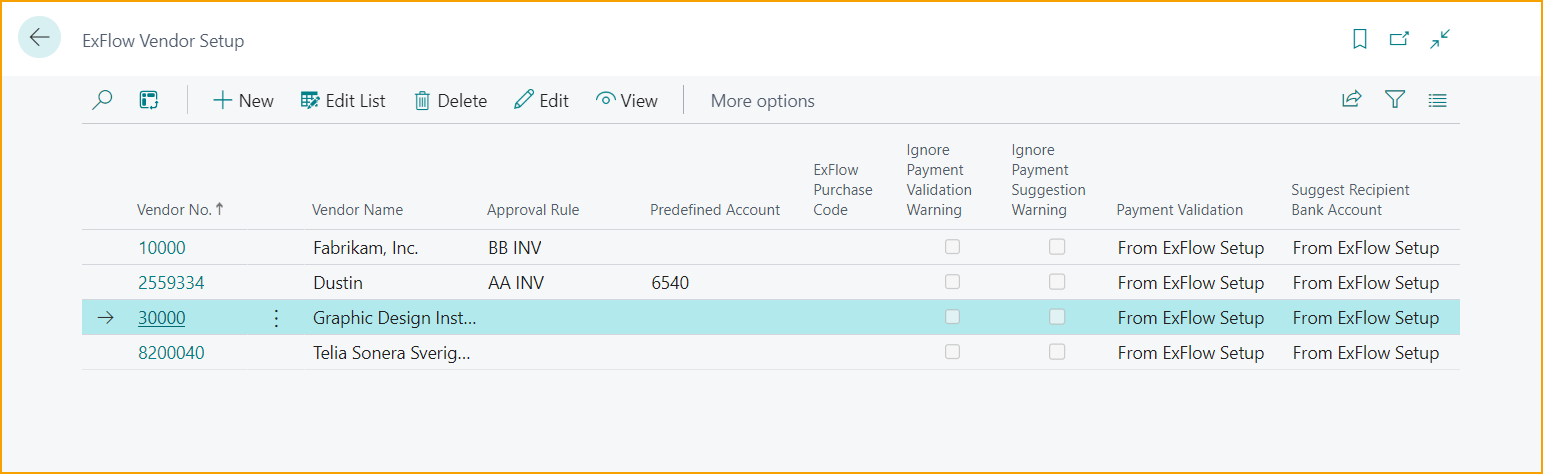 ExFlow Vendor Setup
New Edit List Delete Edit View More options
Vendor No.↑ Vendor Name Approval Rule Predefined Account ExFlow Purchase Code Ignore Payment Validation Warning Ignore Payment Suggestion Warning Payment Validation Suggest Recipient Bank Account
10000 Fabrikam, Inc. BB INV From ExFlow Setup From ExFlow Setup
2559334 Dustin AA INV 6540 From ExFlow Setup From ExFlow Setup
30000 Graphic Design Inst... From ExFlow Setup From ExFlow Setup
8200040 Telia Sonera Sverig... From ExFlow Setup From ExFlow Setup